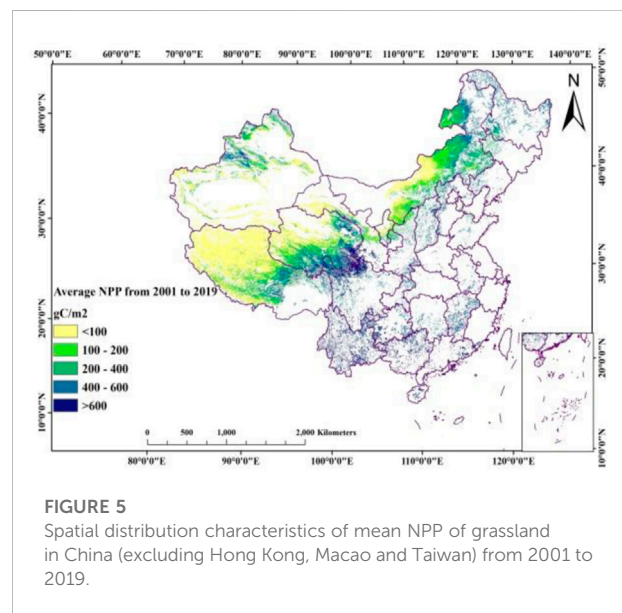 50°0'0"E 60°0'0"E 70°0'0"E 80°0'0"E 90°0'0"E 100°0'0"E 110°0'0"E 120°0'0"E 130°0'0"E 140°0'0"E
50°0'0"N
N
40°0'0"N
40°0'0"N
30°0'0"N
30°0'0"N
Average NPP from 2001 to 2019
gC/m2
<100
100 - 200
200 - 400
400 - 600
>600
20°0'0"N
20°0'0"N
10°0'0"N
10°0'0"N
0 500 1,000 2,000 Kilometers
80°0'0"E 90°0'0"E 100°0'0"E 110°0'0"E 120°0'0"E
FIGURE 5
Spatial distribution characteristics of mean NPP of grassland
in China (excluding Hong Kong, Macao and Taiwan) from 2001 to
2019.